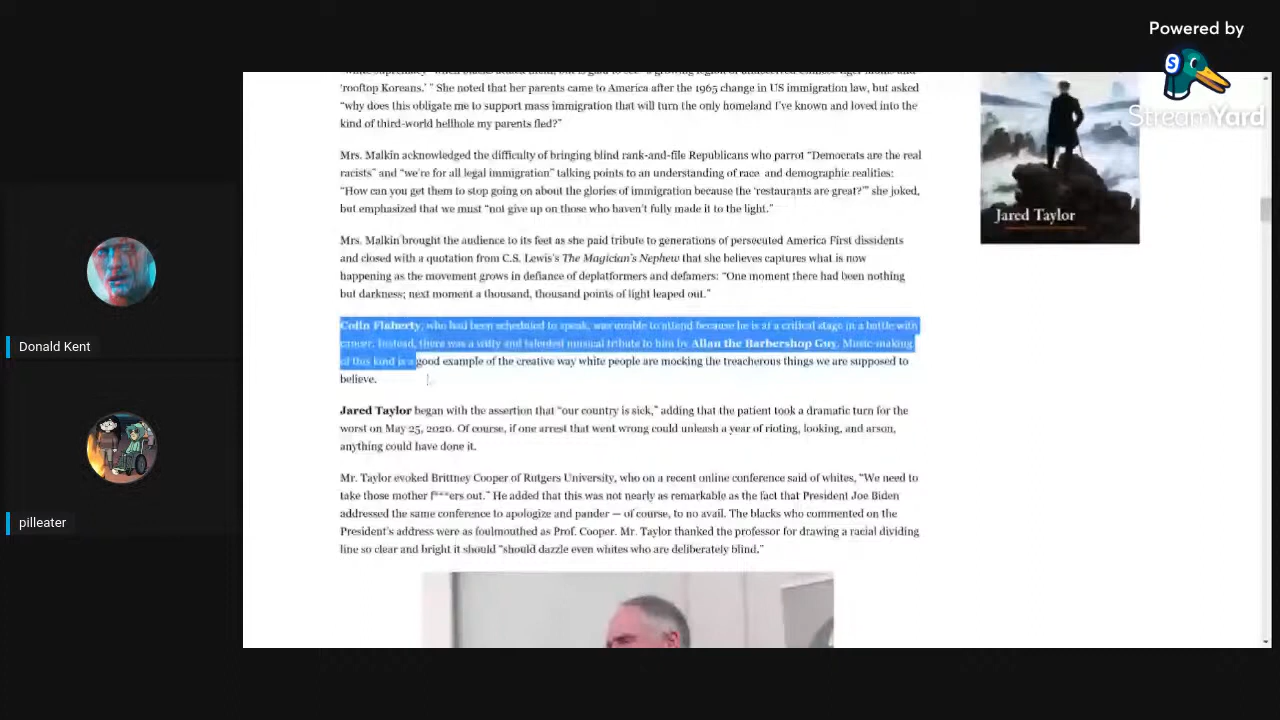 Powered by
StreamYard
"white supremacy" when blacks attack them, but is glad to see "a growing legion of undeterred Chinese tiger moms and
'rooftop Koreans.' " She noted that her parents came to America after the 1965 change in US immigration law, but asked
"why does this obligate me to support mass immigration that will turn the only homeland I've known and loved into the
kind of third-world hellhole my parents fled?"
Mrs. Malkin acknowledged the difficulty of bringing blind rank-and-file Republicans who parrot "Democrats are the real
racists" and "we're for all legal immigration" talking points to an understanding of race and demographic realities:
"How can you get them to stop going on about the glories of immigration because the 'restaurants are great?'" she joked,
but emphasized that we must "not give up on those who haven't fully made it to the light."
Mrs. Malkin brought the audience to its feet as she paid tribute to generations of persecuted America First dissidents
and closed with a quotation from C.S. Lewis's The Magician's Nephew that she believes captures what is now
happening as the movement grows in defiance of deplatformers and defamers: "One moment there had been nothing
but darkness; next moment a thousand, thousand points of light leaped out."
Colin Flaherty, who had been scheduled to speak, was unable to attend because he is at a critical stage in a battle with
cancer. Instead, there was a witty and talented musical tribute to him by Allan the Barbershop Guy. Music-making
of this kind is a good example of the creative way white people are mocking the treacherous things we are supposed to
believe.
Jared Taylor began with the assertion that "our country is sick," adding that the patient took a dramatic turn for the
worst on May 25, 2020. Of course, if one arrest that went wrong could unleash a year of rioting, looking, and arson,
anything could have done it.
Mr. Taylor evoked Brittney Cooper of Rutgers University, who on a recent online conference said of whites, "We need to
take those mother f***ers out." He added that this was not nearly as remarkable as the fact that President Joe Biden
addressed the same conference to apologize and pander — of course, to no avail. The blacks who commented on the
President's address were as foulmouthed as Prof. Cooper. Mr. Taylor thanked the professor for drawing a racial dividing
line so clear and bright it should "should dazzle even whites who are deliberately blind."
Jared Taylor
Donald Kent
pilleater